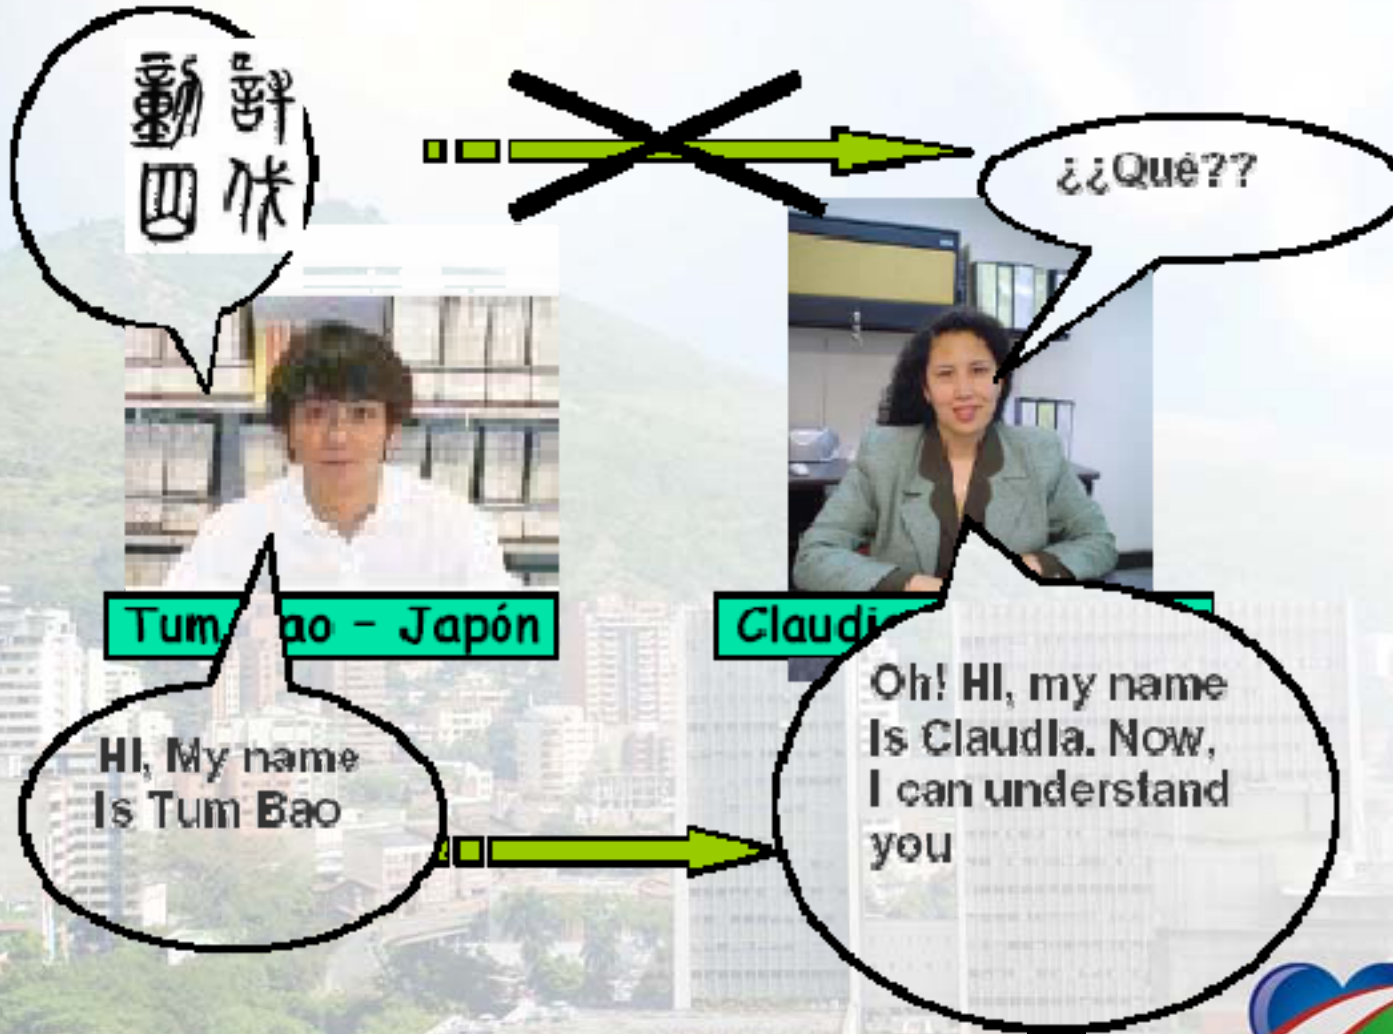 ¿¿Qué??
Tum Bao - Japón
Claudi
HI, My name
Is Tum Bao
Oh! HI, my name
Is Claudia. Now,
I can understand
you